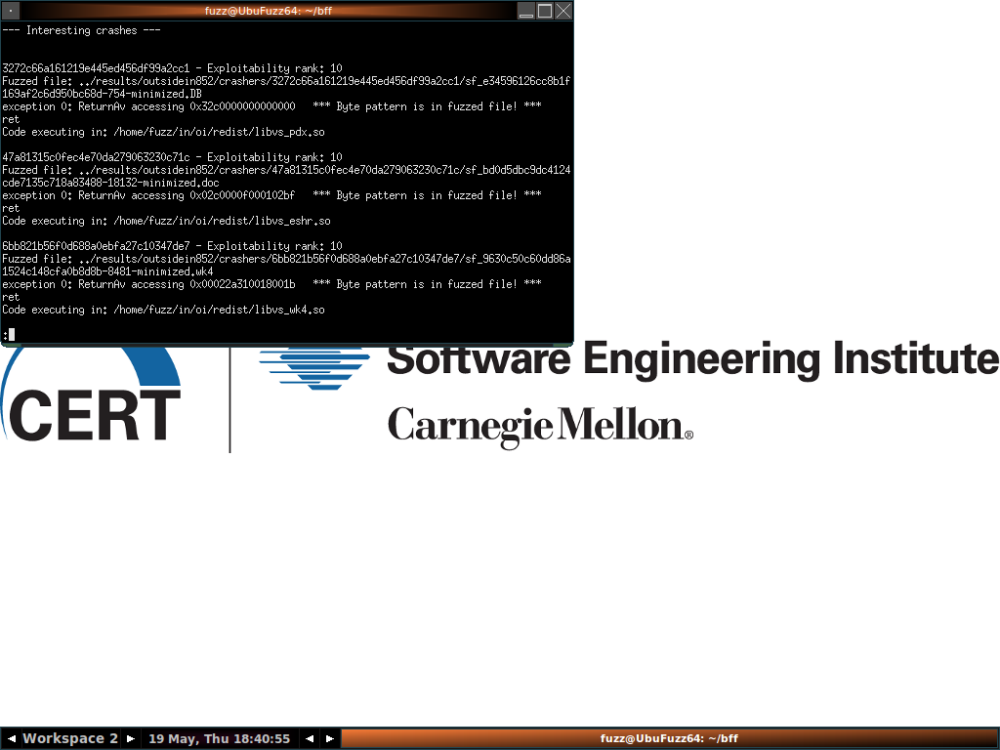 fuzz@UbuFuzz64: ~/bff
--- Interesting crashes ---
3272c66a161219e445ed456df99a2cc1 - Exploitability rank: 10
Fuzzed file: ../results/outsidein852/crashers/3272c66a161219e445ed456df99a2cc1/sf_e34596126cc8b1f
169af2c6d950bc68d-754-minimized.DB
exception 0: ReturnAv accessing 0x32c0000000000000   *** Byte pattern is in fuzzed file! ***
ret
Code executing in: /home/fuzz/in/oi/redist/libvs_pdx.so
47a81315c0fec4e70da279063230c71c - Exploitability rank: 10
Fuzzed file: ../results/outsidein852/crashers/47a81315c0fec4e70da279063230c71c/sf_bd0d5dbc9dc4124
cde7135c718a83488-18132-minimized.doc
exception 0: ReturnAv accessing 0x02c0000f000102bf   *** Byte pattern is in fuzzed file! ***
ret
Code executing in: /home/fuzz/in/oi/redist/libvs_eshr.so
6bb821b56f0d688a0ebfa27c10347de7 - Exploitability rank: 10
Fuzzed file: ../results/outsidein852/crashers/6bb821b56f0d688a0ebfa27c10347de7/sf_9630c50c60dd86a
1524c148cfa0b8d8b-8481-minimized.wk4
exception 0: ReturnAv accessing 0x00022a310018001b   *** Byte pattern is in fuzzed file! ***
ret
Code executing in: /home/fuzz/in/oi/redist/libvs_wk4.so
:
CERT
Software Engineering Institute
Carnegie Mellon®
Workspace 2
19 May, Thu 18:40:55
fuzz@UbuFuzz64: ~/bff